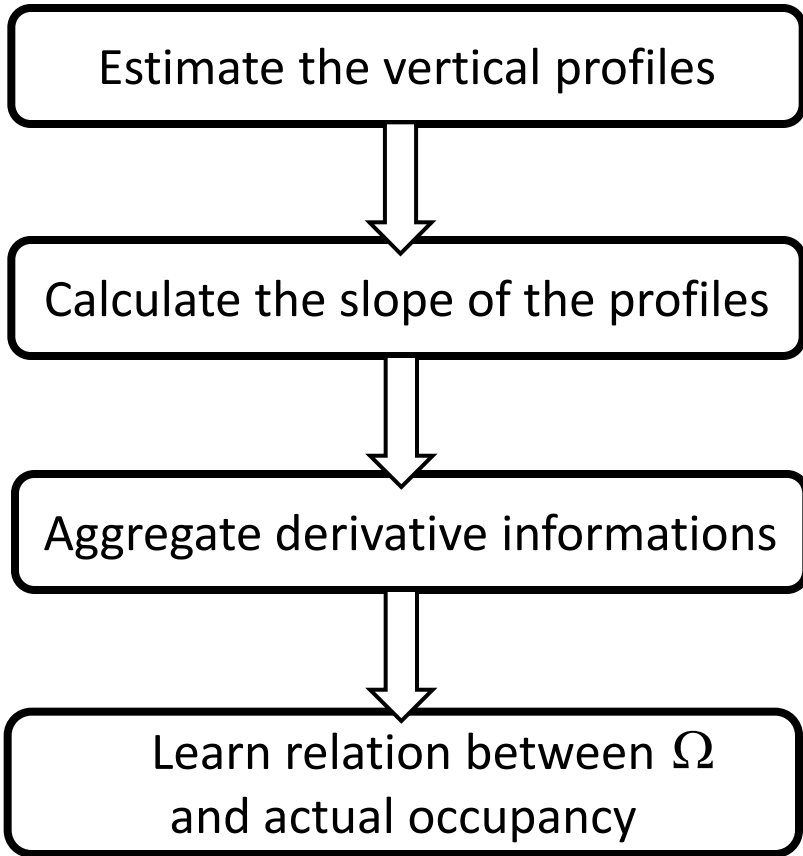 Estimate the vertical profiles
Calculate the slope of the profiles
Aggregate derivative informations
Learn relation between Ω
and actual occupancy